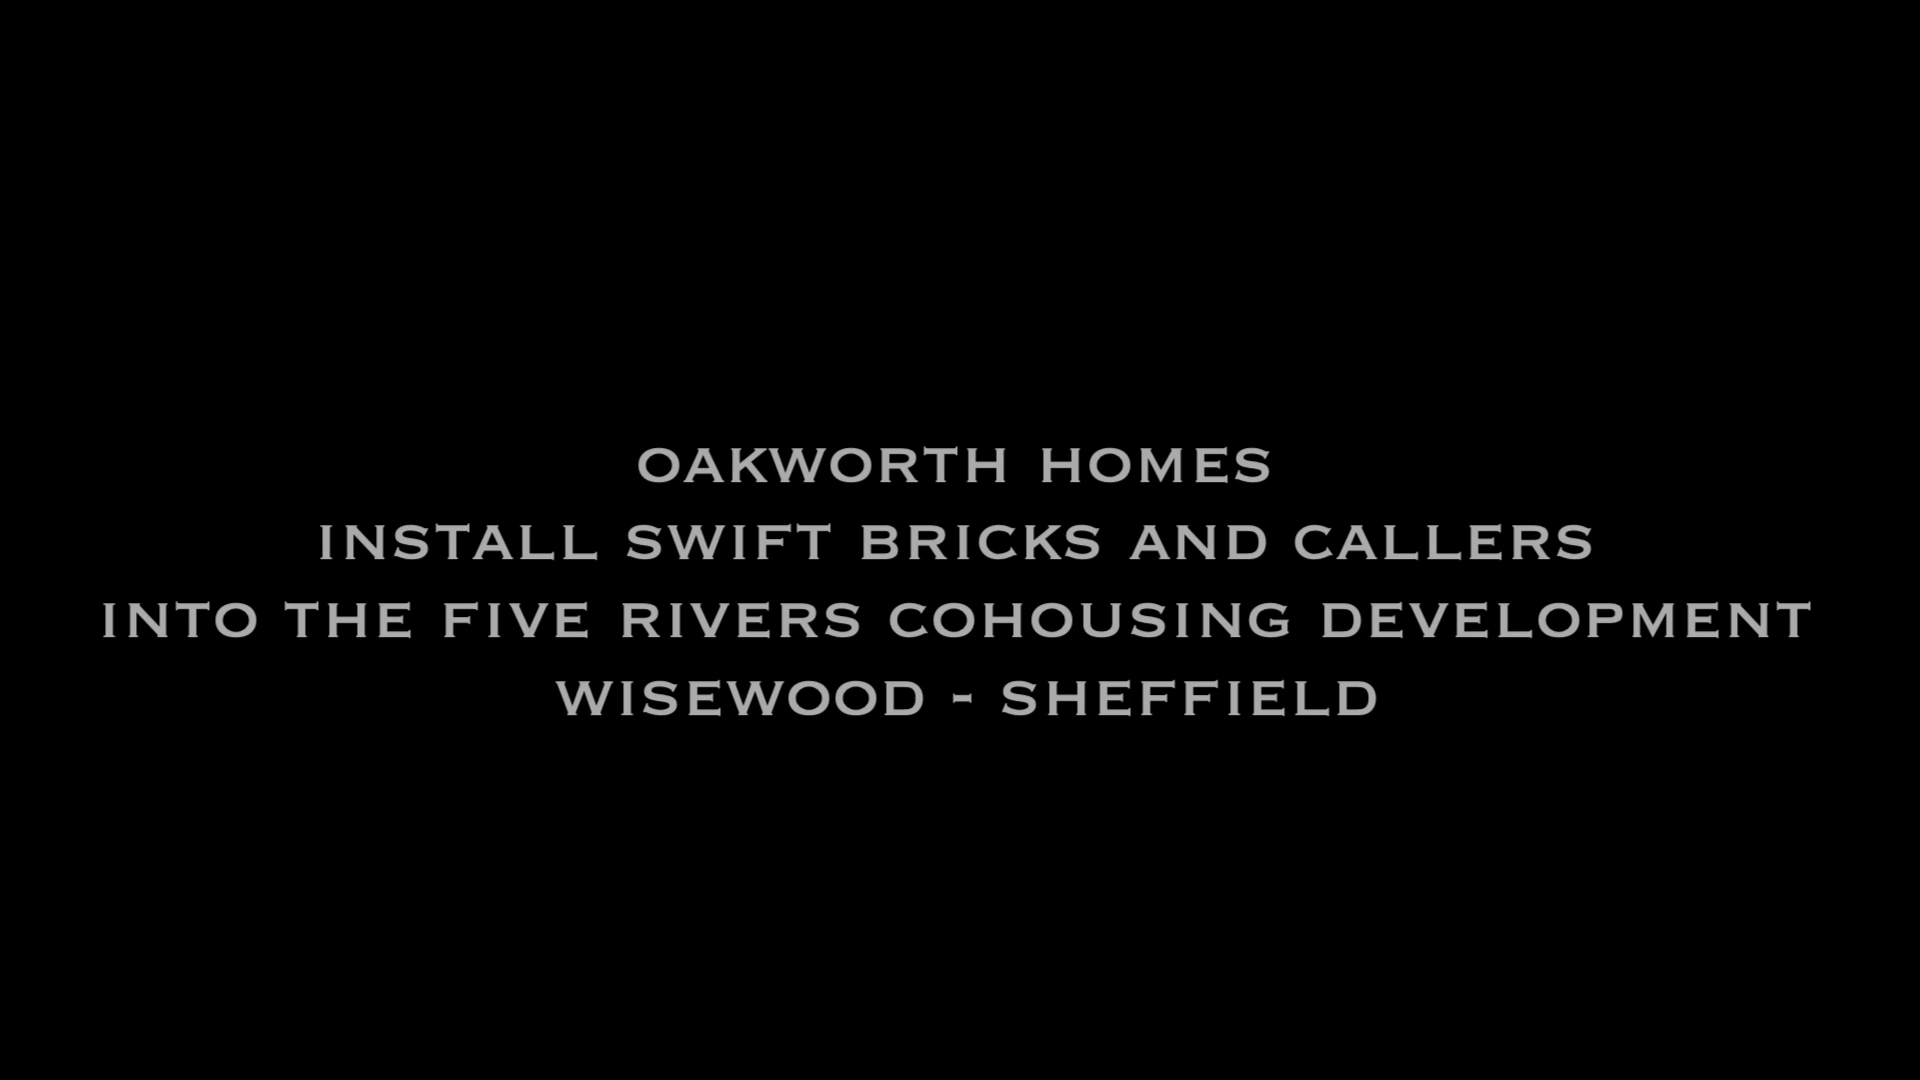 OAKWORTH HOMES
INSTALL SWIFT BRICKS AND CALLERS
INTO THE FIVE RIVERS COHOUSING DEVELOPMENT
WISEWOOD - SHEFFIELD